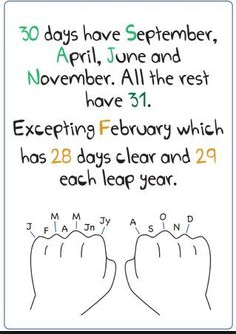 30 days have September,
April, June and
November. All the rest
have 31.
Excepting February which
has 28 days clear and 29
each leap year.
J F M A M Jn Jy A S O N D